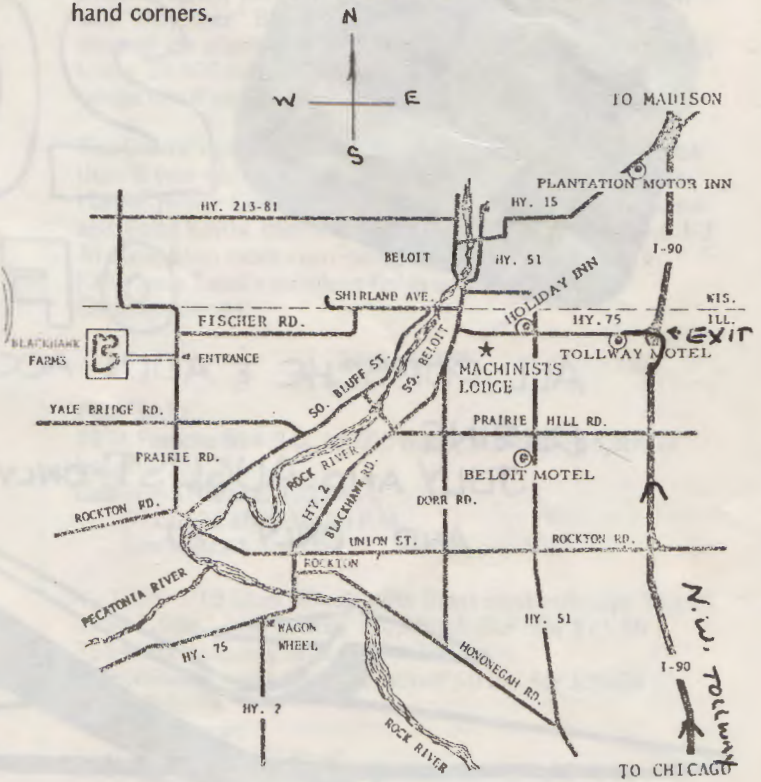 hand corners.
N
W E
S
TO MADISON
PLANTATION MOTOR INN
HY. 213-81
HY. 15
BELOIT
HY. 51
I-90
SHIRLAND AVE.
HOLIDAY INN
WIS.
FISCHER RD.
HY. 75
ILL.
EXIT
BLACKHAWK
FARMS
ENTRANCE
SO. BLUFF ST.
SO. BELOIT
TOLLWAY MOTEL
MACHINISTS
LODGE
YALE BRIDGE RD.
PRAIRIE HILL RD.
PRAIRIE RD.
ROCK RIVER
HY. 2
BLACKHAWK RD.
BELOIT MOTEL
DORR RD.
ROCKTON RD.
UNION ST.
ROCKTON RD.
ROCKTON
PECATONIA RIVER
WAGON
WHEEL
HY. 75
HY. 51
N.W. TOLLWAY
HONONEGAH RD.
I-90
HY. 2
ROCK RIVER
TO CHICAGO